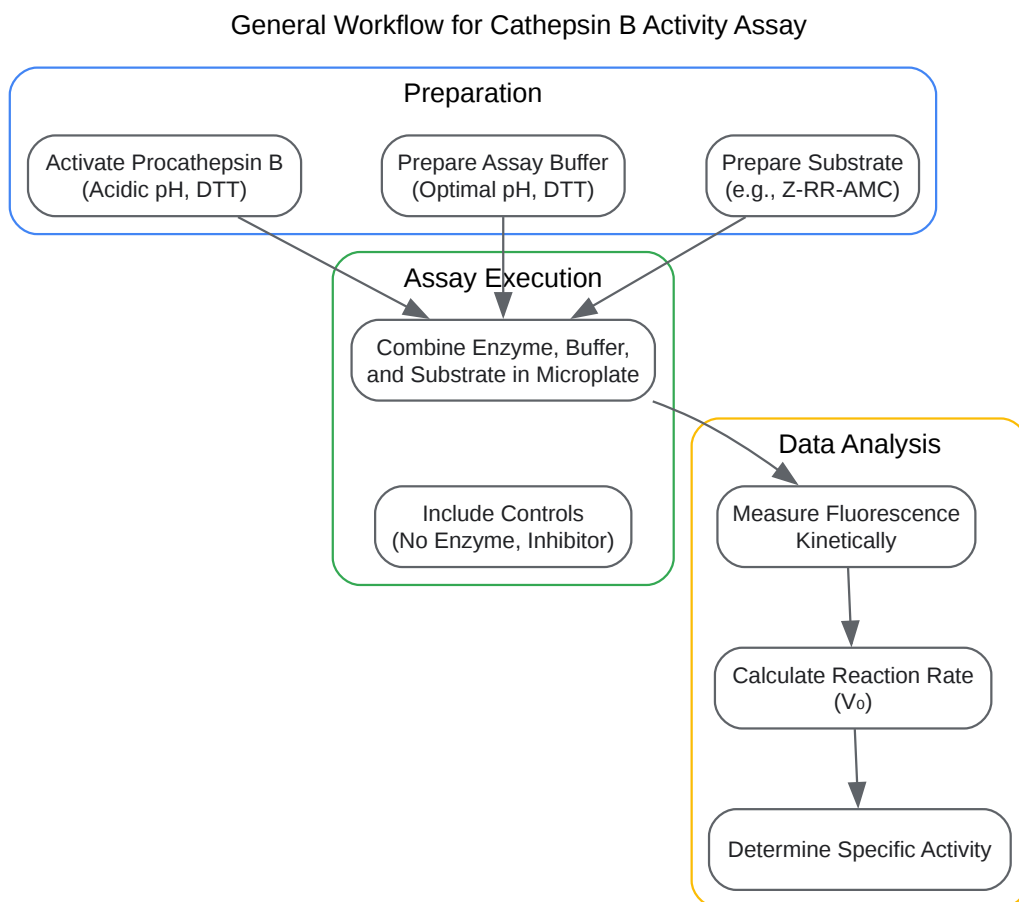 General Workflow for Cathepsin B Activity Assay
Preparation
Activate Procathepsin B
(Acidic pH, DTT)
Prepare Assay Buffer
(Optimal pH, DTT)
Prepare Substrate
(e.g., Z-RR-AMC)
Assay Execution
Combine Enzyme, Buffer,
and Substrate in Microplate
Include Controls
(No Enzyme, Inhibitor)
Data Analysis
Measure Fluorescence
Kinetically
Calculate Reaction Rate
(V₀)
Determine Specific Activity